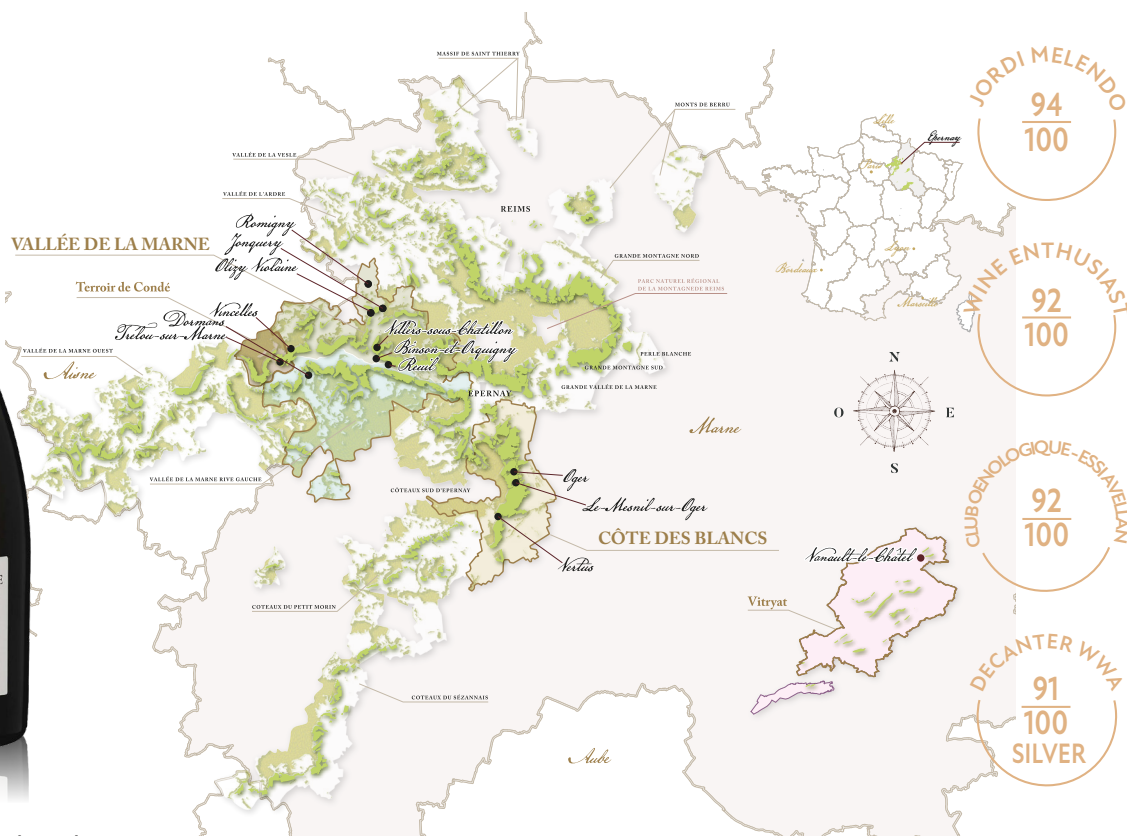 MASSIF DE SAINT THIERRY
MONTS DE BERRU
VALLÉE DE LA VESLE
VALLÉE DE L'ARDRE
REIMS
Romigny
Jonquery
Olizy Violaine
VALLÉE DE LA MARNE
GRANDE MONTAGNE NORD
PARC NATUREL RÉGIONAL
DE LA MONTAGNEDE REIMS
Terroir de Condé
Vincelles
Dormans
Trélou-sur-Marne
Villers-sous-Chatillon
Binson-et-Orquigny
Reuil
VALLÉE DE LA MARNE OUEST
Aisne
PERLE BLANCHE
GRANDE MONTAGNE SUD
GRANDE VALLÉE DE LA MARNE
EPERNAY
Marne
VALLÉE DE LA MARNE RIVE GAUCHE
CÔTEAUX SUD D'EPERNAY
Oger
Le-Mesnil-sur-Oger
CÔTE DES BLANCS
Vertus
COTEAUX DU PETIT MORIN
COTEAUX DU SÉZANNAIS
Aube
Vanault-le-Châtel
Vitryat
Lille
Epernay
Paris
Lyon
Bordeaux
Marseille
N
O
E
S
JORDI MELENDO
94
100
WINE ENTHUSIAST
92
100
CLUBOENOLOGIQUE-ESSIAVELLAN
92
100
DECANTER WWA
91
100
SILVER